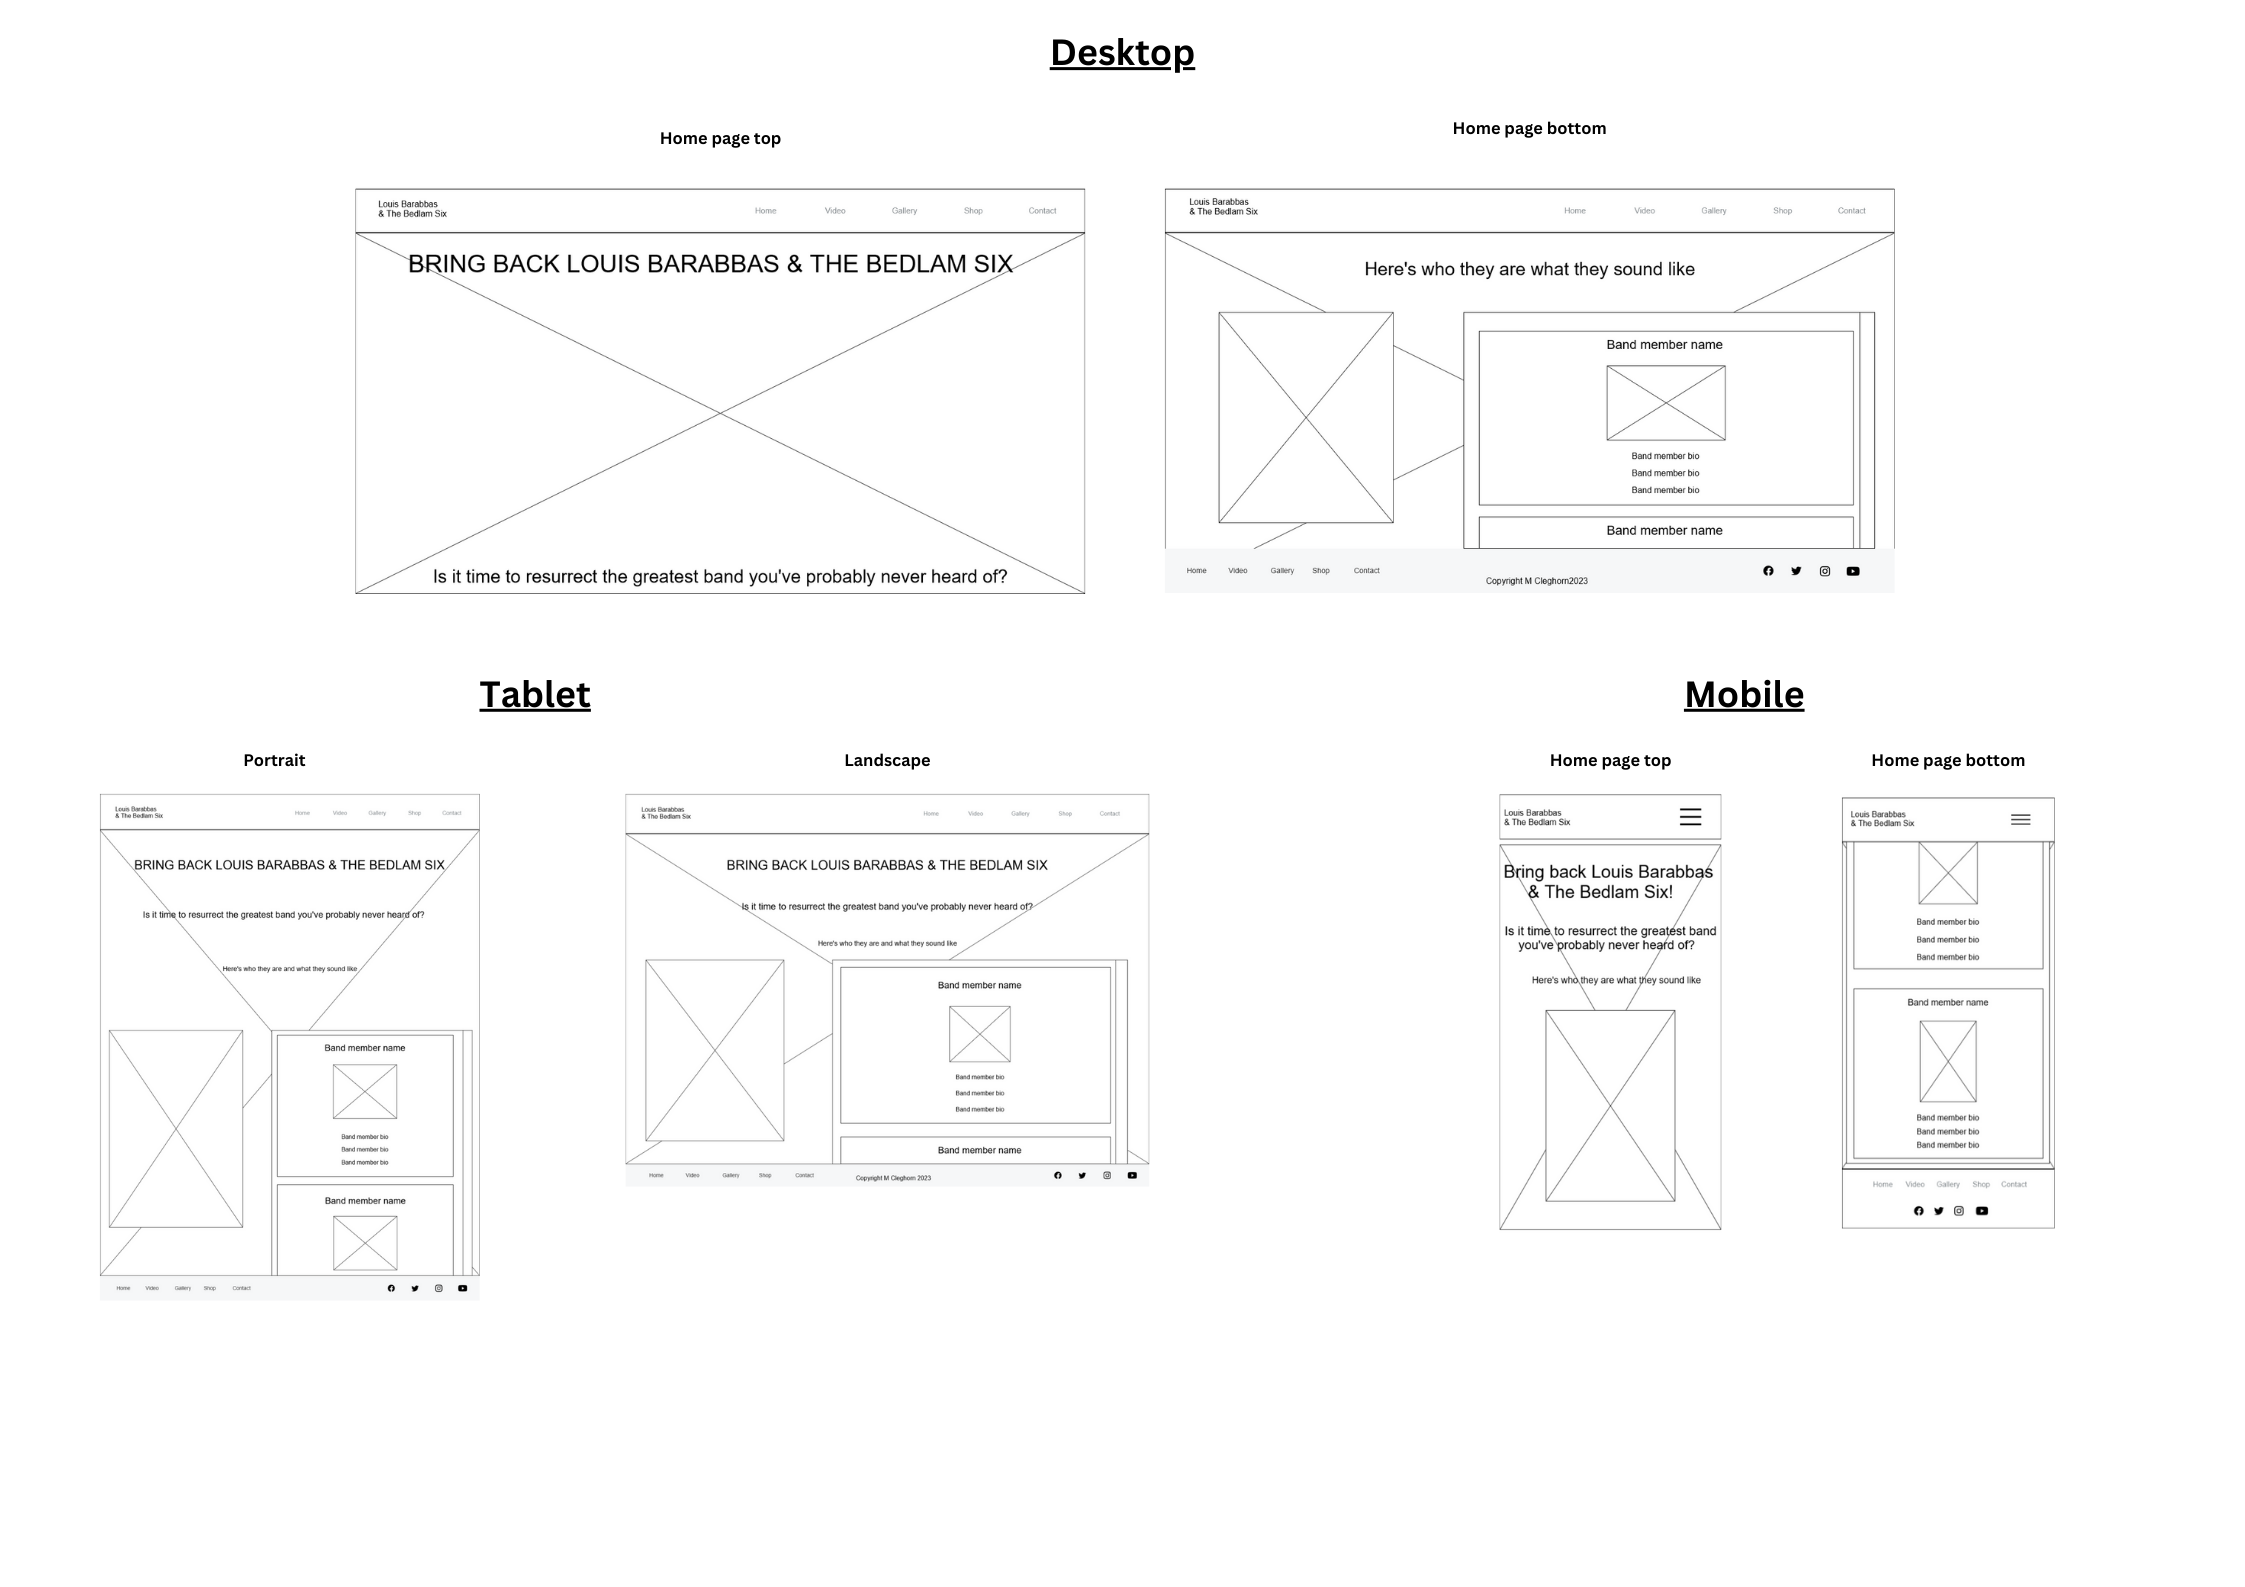 Desktop
Home page top
Louis Barabbas
& The Bedlam Six
Home Video Gallery Shop Contact
BRING BACK LOUIS BARABBAS & THE BEDLAM SIX
Is it time to resurrect the greatest band you've probably never heard of?
Home page bottom
Louis Barabbas
& The Bedlam Six
Home Video Gallery Shop Contact
Here's who they are what they sound like
Band member name
Band member bio
Band member bio
Band member bio
Band member name
Home Video Gallery Shop Contact
Copyright M Cleghorn2023
Tablet
Portrait
Louis Barabbas
& The Bedlam Six
Home Video Gallery Shop Contact
BRING BACK LOUIS BARABBAS & THE BEDLAM SIX
Is it time to resurrect the greatest band you've probably never heard of?
Here's who they are and what they sound like
Band member name
Band member bio
Band member bio
Band member bio
Band member name
Home Video Gallery Shop Contact
Landscape
Louis Barabbas
& The Bedlam Six
Home Video Gallery Shop Contact
BRING BACK LOUIS BARABBAS & THE BEDLAM SIX
Is it time to resurrect the greatest band you've probably never heard of?
Here's who they are and what they sound like
Band member name
Band member bio
Band member bio
Band member bio
Band member name
Home Video Gallery Shop Contact
Copyright M Cleghorn 2023
Mobile
Home page top
Louis Barabbas
& The Bedlam Six
Bring back Louis Barabbas
& The Bedlam Six!
Is it time to resurrect the greatest band
you've probably never heard of?
Here's who they are what they sound like
Home page bottom
Louis Barabbas
& The Bedlam Six
Band member bio
Band member bio
Band member bio
Band member name
Band member bio
Band member bio
Band member bio
Home Video Gallery Shop Contact